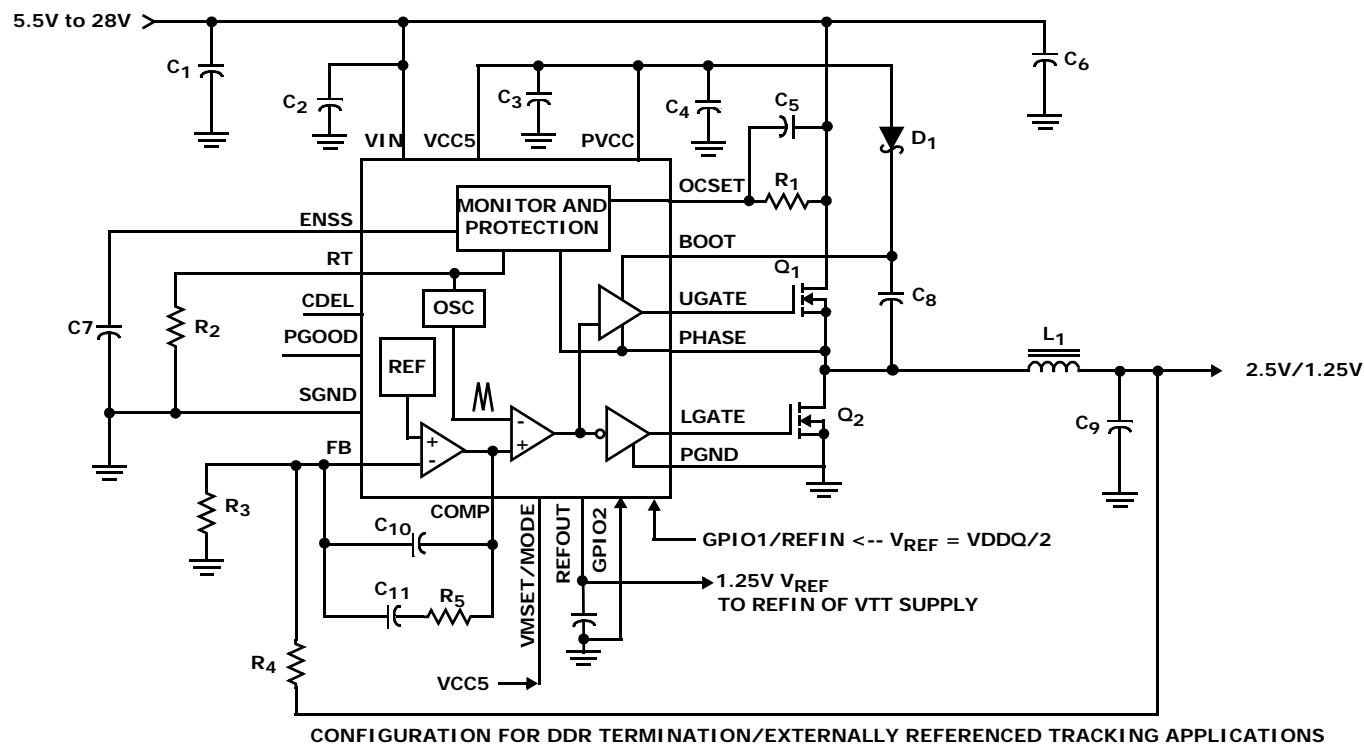 5.5V to 28V
C1
C2
C3
C4
C5
C6
D1
VIN
VCC5
PVCC
OCSET
R1
MONITOR AND
PROTECTION
ENSS
BOOT
RT
Q1
C8
CDEL
OSC
UGATE
C7
R2
PGOOD
PHASE
L1
REF
2.5V/1.25V
SGND
LGATE
Q2
C9
+
-
-
+
FB
PGND
R3
COMP
C10
VMSET/MODE
REFOUT
GPIO2
GPIO1/REFIN <-- VREF = VDDQ/2
C11
R5
1.25V VREF
TO REFIN OF VTT SUPPLY
R4
VCC5
CONFIGURATION FOR DDR TERMINATION/EXTERNALLY REFERENCED TRACKING APPLICATIONS